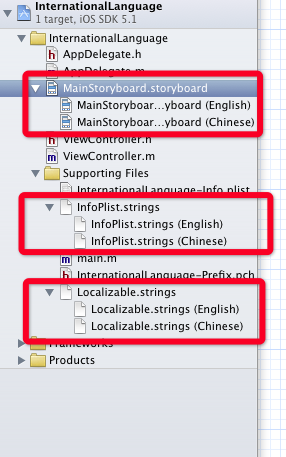 InternationalLanguage
1 target, iOS SDK 5.1
InternationalLanguage
AppDelegate.h
AppDelegate.m
MainStoryboard.storyboard
MainStoryboar...yboard (English)
MainStoryboar...yboard (Chinese)
ViewController.h
ViewController.m
Supporting Files
InternationalLanguage-Info.plist
InfoPlist.strings
InfoPlist.strings (English)
InfoPlist.strings (Chinese)
main.m
InternationalLanguage-Prefix.pch
Localizable.strings
Localizable.strings (English)
Localizable.strings (Chinese)
Frameworks
Products